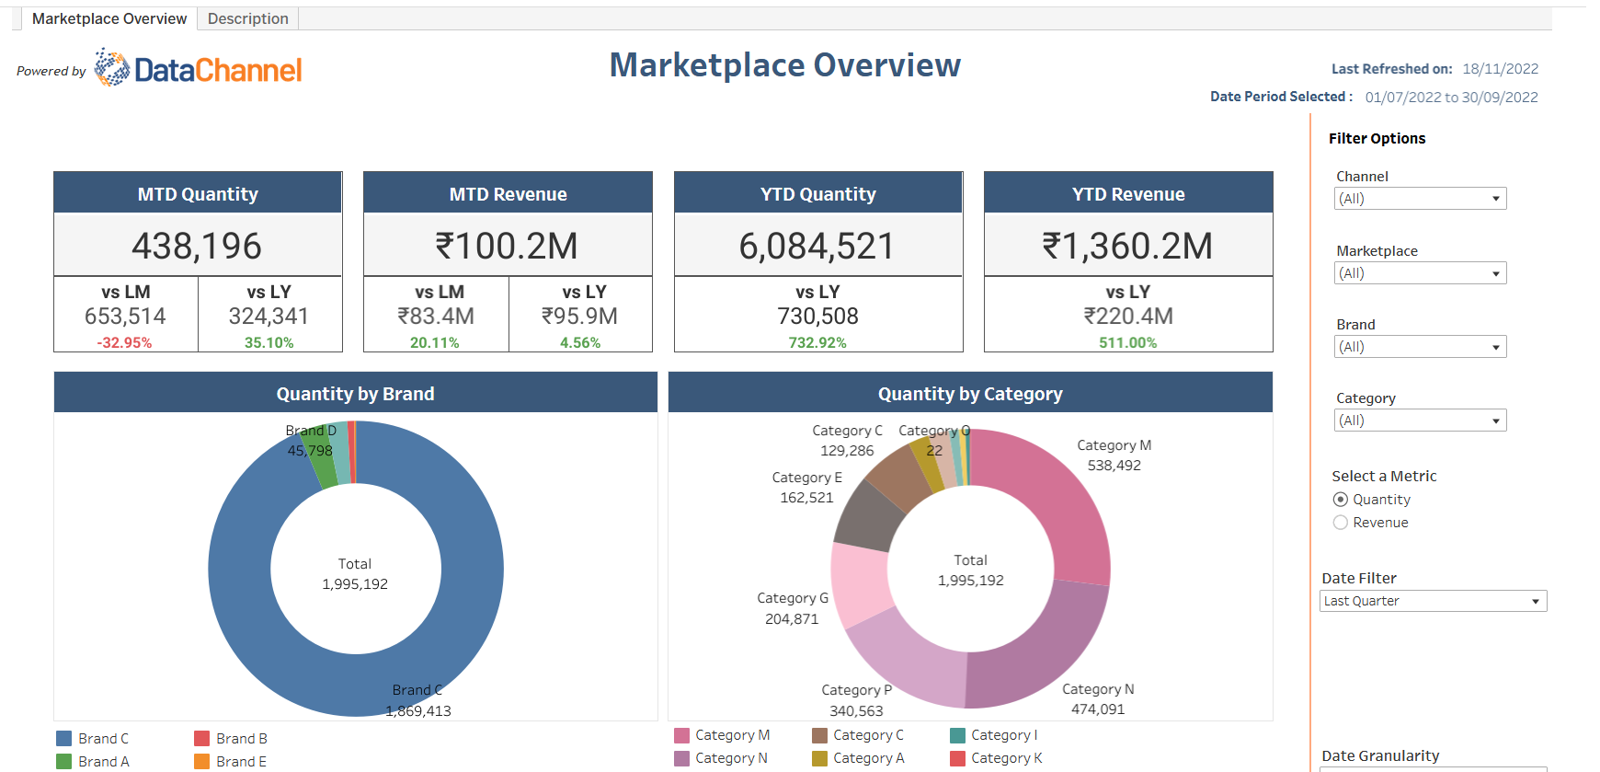 Marketplace Overview
Description
Powered by DataChannel
Marketplace Overview
Last Refreshed on: 18/11/2022
Date Period Selected : 01/07/2022 to 30/09/2022
Filter Options
Channel
(All)
Marketplace
(All)
Brand
(All)
Category
(All)
Select a Metric
Quantity
Revenue
Date Filter
Last Quarter
Date Granularity
MTD Quantity
438,196
vs LM
653,514
-32.95%
vs LY
324,341
35.10%
MTD Revenue
₹100.2M
vs LM
₹83.4M
20.11%
vs LY
₹95.9M
4.56%
YTD Quantity
6,084,521
vs LY
730,508
732.92%
YTD Revenue
₹1,360.2M
vs LY
₹220.4M
511.00%
Quantity by Brand
Brand D
45,798
Total
1,995,192
Brand C
1,869,413
Brand C
Brand B
Brand A
Brand E
Quantity by Category
Category C
129,286
Category O
22
Category M
538,492
Category E
162,521
Total
1,995,192
Category G
204,871
Category P
340,563
Category N
474,091
Category M
Category C
Category I
Category N
Category A
Category K